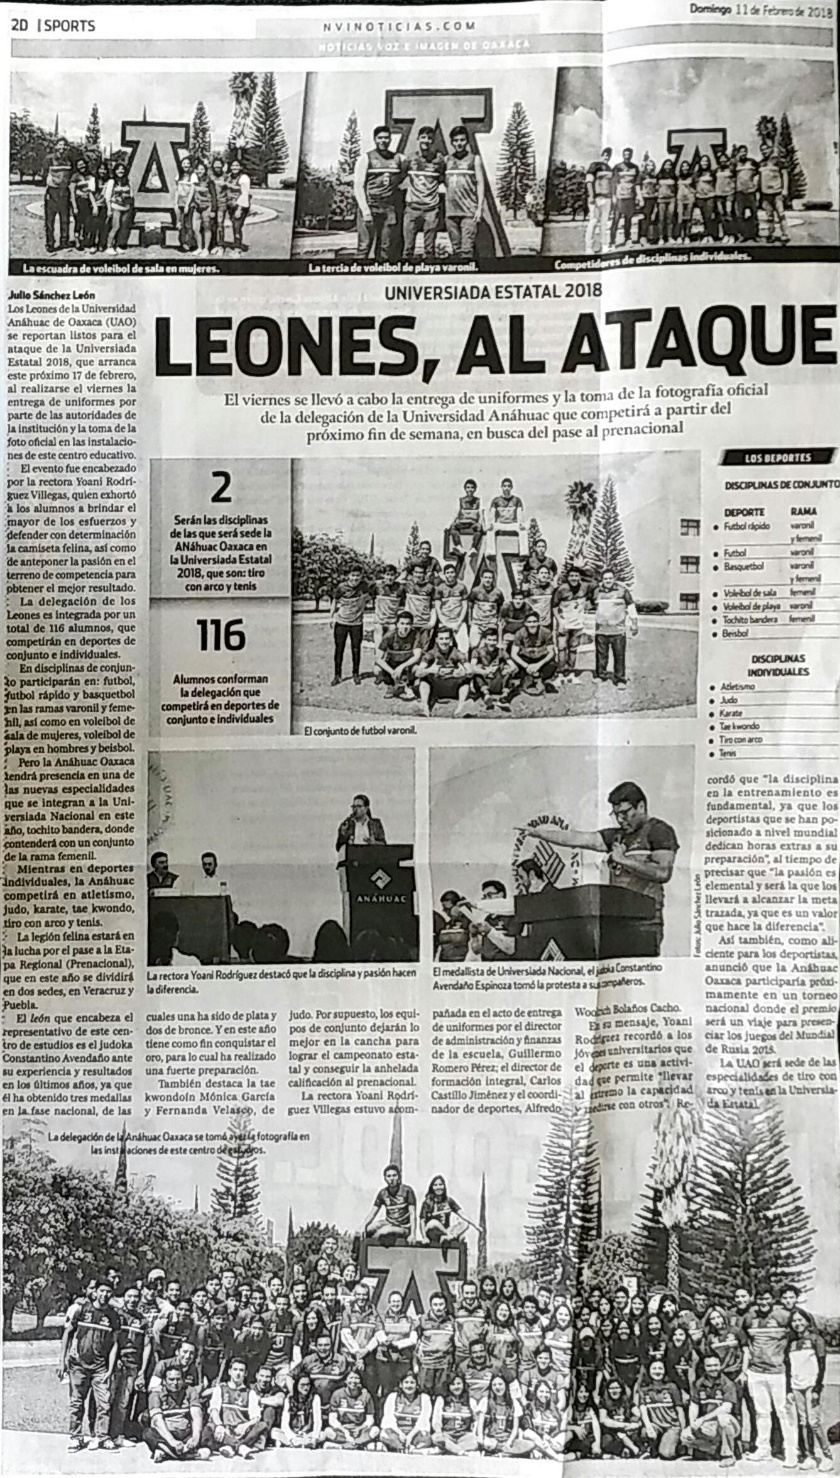 2D | SPORTS
NVINOTICIAS.COM
NOTICIAS VOZ E IMAGEN DE OAXACA
Domingo 11 de Febrero de 2018
La escuadra de voleibol de sala en mujeres.
La tercia de voleibol de playa varonil.
Competidores de disciplinas individuales.
UNIVERSIADA ESTATAL 2018
LEONES, AL ATAQUE
El viernes se llevó a cabo la entrega de uniformes y la toma de la fotografía oficial
de la delegación de la Universidad Anáhuac que competirá a partir del
próximo fin de semana, en busca del pase al prenacional
Julio Sánchez León
Los Leones de la Universidad
Anáhuac de Oaxaca (UAO)
se reportan listos para el
ataque de la Universiada
Estatal 2018, que arranca
este próximo 17 de febrero,
al realizarse el viernes la
entrega de uniformes por
parte de las autoridades de
la institución y la toma de la
foto oficial en las instalacio-
nes de este centro educativo.
El evento fue encabezado
por la rectora Yoani Rodrí-
guez Villegas, quien exhortó
a los alumnos a brindar el
mayor de los esfuerzos y
defender con determinación
la camiseta felina, así como
de anteponer la pasión en el
terreno de competencia para
obtener el mejor resultado.
La delegación de los
Leones es integrada por un
total de 116 alumnos, que
competirán en deportes de
conjunto e individuales.
En disciplinas de conjun-
to participarán en: futbol,
futbol rápido y basquetbol
en las ramas varonil y feme-
nil, así como en voleibol de
sala de mujeres, voleibol de
playa en hombres y beisbol.
Pero la Anáhuac Oaxaca
tendrá presencia en una de
las nuevas especialidades
que se integran a la Uni-
versiada Nacional en este
año, tochito bandera, donde
contenderá con un conjunto
de la rama femenil.
Mientras en deportes
individuales, la Anáhuac
competirá en atletismo,
judo, karate, tae kwondo,
tiro con arco y tenis.
La legión felina estará en
la lucha por el pase a la Eta-
pa Regional (Prenacional),
que en este año se dividirá
en dos sedes, en Veracruz y
Puebla.
El león que encabeza el
representativo de este cen-
tro de estudios es el judoka
Constantino Avendaño ante
su experiencia y resultados
en los últimos años, ya que
él ha obtenido tres medallas
en la fase nacional, de las
2
Serán las disciplinas
de las que será sede la
ANáhuac Oaxaca en
la Universiada Estatal
2018, que son: tiro
con arco y tenis
116
Alumnos conforman
la delegación que
competirá en deportes de
conjunto e individuales
El conjunto de futbol varonil.
LOS DEPORTES
DISCIPLINAS DE CONJUNTO
DEPORTE RAMA
Futbol rápido varonil
y femenil
Futbol varonil
Basquetbol varonil
y femenil
Voleibol de sala femenil
Voleibol de playa varonil
Tochito bandera femenil
Beisbol
DISCIPLINAS
INDIVIDUALES
Atletismo
Judo
Karate
Tae kwondo
Tiro con arco
Tenis
ANÁHUAC
La rectora Yoani Rodríguez destacó que la disciplina y pasión hacen
la diferencia.
El medallista de Universiada Nacional, el judoka Constantino
Avendaño Espinoza tomó la protesta a sus compañeros.
Fotos: Julio Sánchez León
cuales una ha sido de plata y
dos de bronce. Y en este año
tiene como fin conquistar el
oro, para lo cual ha realizado
una fuerte preparación.
También destaca la tae
kwondoín Mónica García
y Fernanda Velasco, de
judo. Por supuesto, los equi-
pos de conjunto dejarán lo
mejor en la cancha para
lograr el campeonato esta-
tal y conseguir la anhelada
calificación al prenacional.
La rectora Yoani Rodrí-
guez Villegas estuvo acom-
pañada en el acto de entrega
de uniformes por el director
de administración y finanzas
de la escuela, Guillermo
Romero Pérez; el director de
formación integral, Carlos
Castillo Jiménez y el coordi-
nador de deportes, Alfredo
Woolrich Bolaños Cacho.
En su mensaje, Yoani
Rodríguez recordó a los
jóvenes universitarios que
el deporte es una activi-
dad que permite "llevar
al extremo la capacidad
y medirse con otros". Re-
cordó que "la disciplina
en la entrenamiento es
fundamental, ya que los
deportistas que se han po-
sicionado a nivel mundial
dedican horas extras a su
preparación", al tiempo de
precisar que "la pasión es
elemental y será la que los
llevará a alcanzar la meta
trazada, ya que es un valor
que hace la diferencia".
Así también, como ali-
ciente para los deportistas,
anunció que la Anáhuac
Oaxaca participaría próxi-
mamente en un torneo
nacional donde el premio
será un viaje para presen-
ciar los juegos del Mundial
de Rusia 2018.
La UAO será sede de las
especialidades de tiro con
arco y tenis en la Universia-
da Estatal.
La delegación de la Anáhuac Oaxaca se tomó ayer la fotografía en
las instalaciones de este centro de estudios.